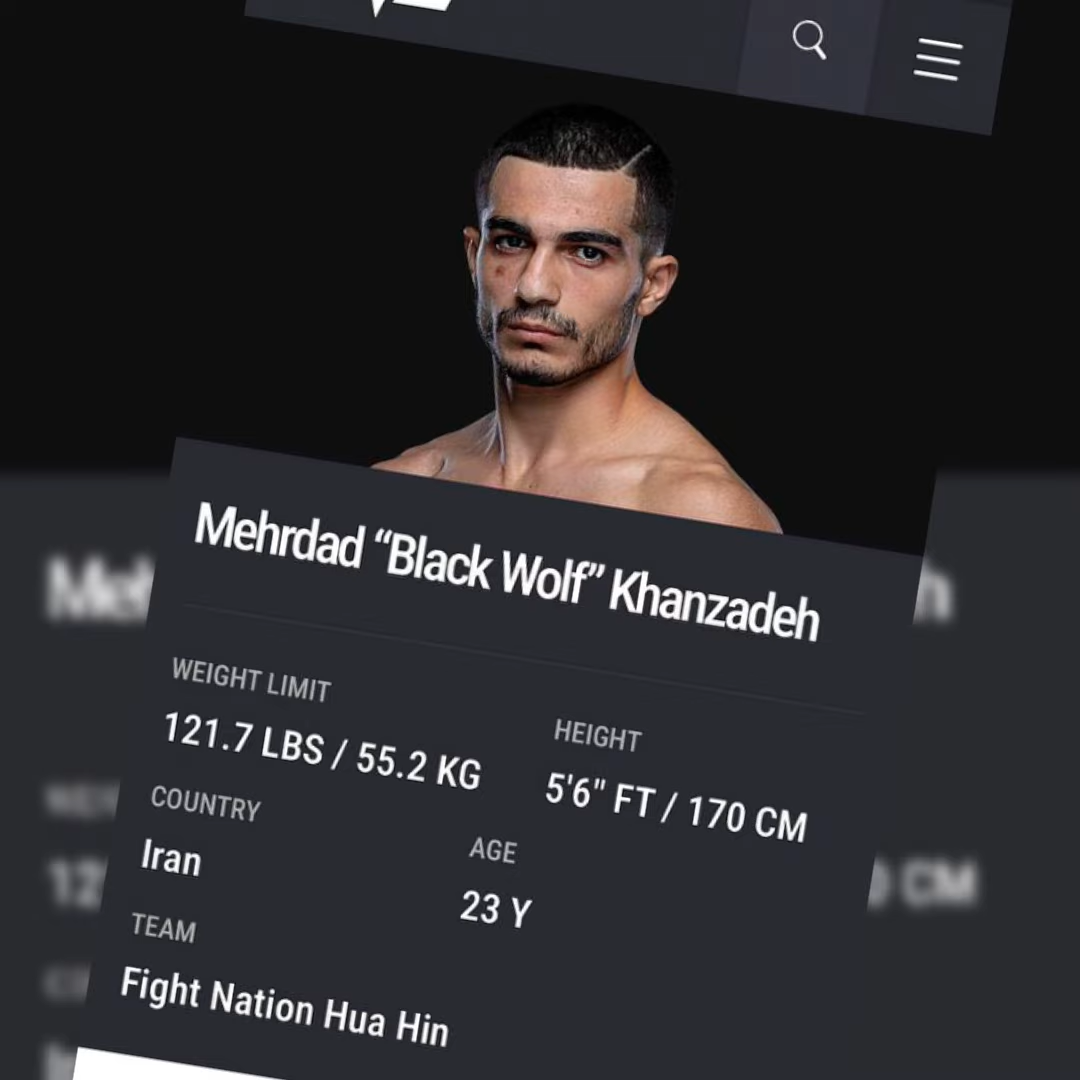 Mehrdad “Black Wolf” Khanzadeh
WEIGHT LIMIT
121.7 LBS / 55.2 KG
HEIGHT
5'6" FT / 170 CM
COUNTRY
Iran
AGE
23 Y
TEAM
Fight Nation Hua Hin